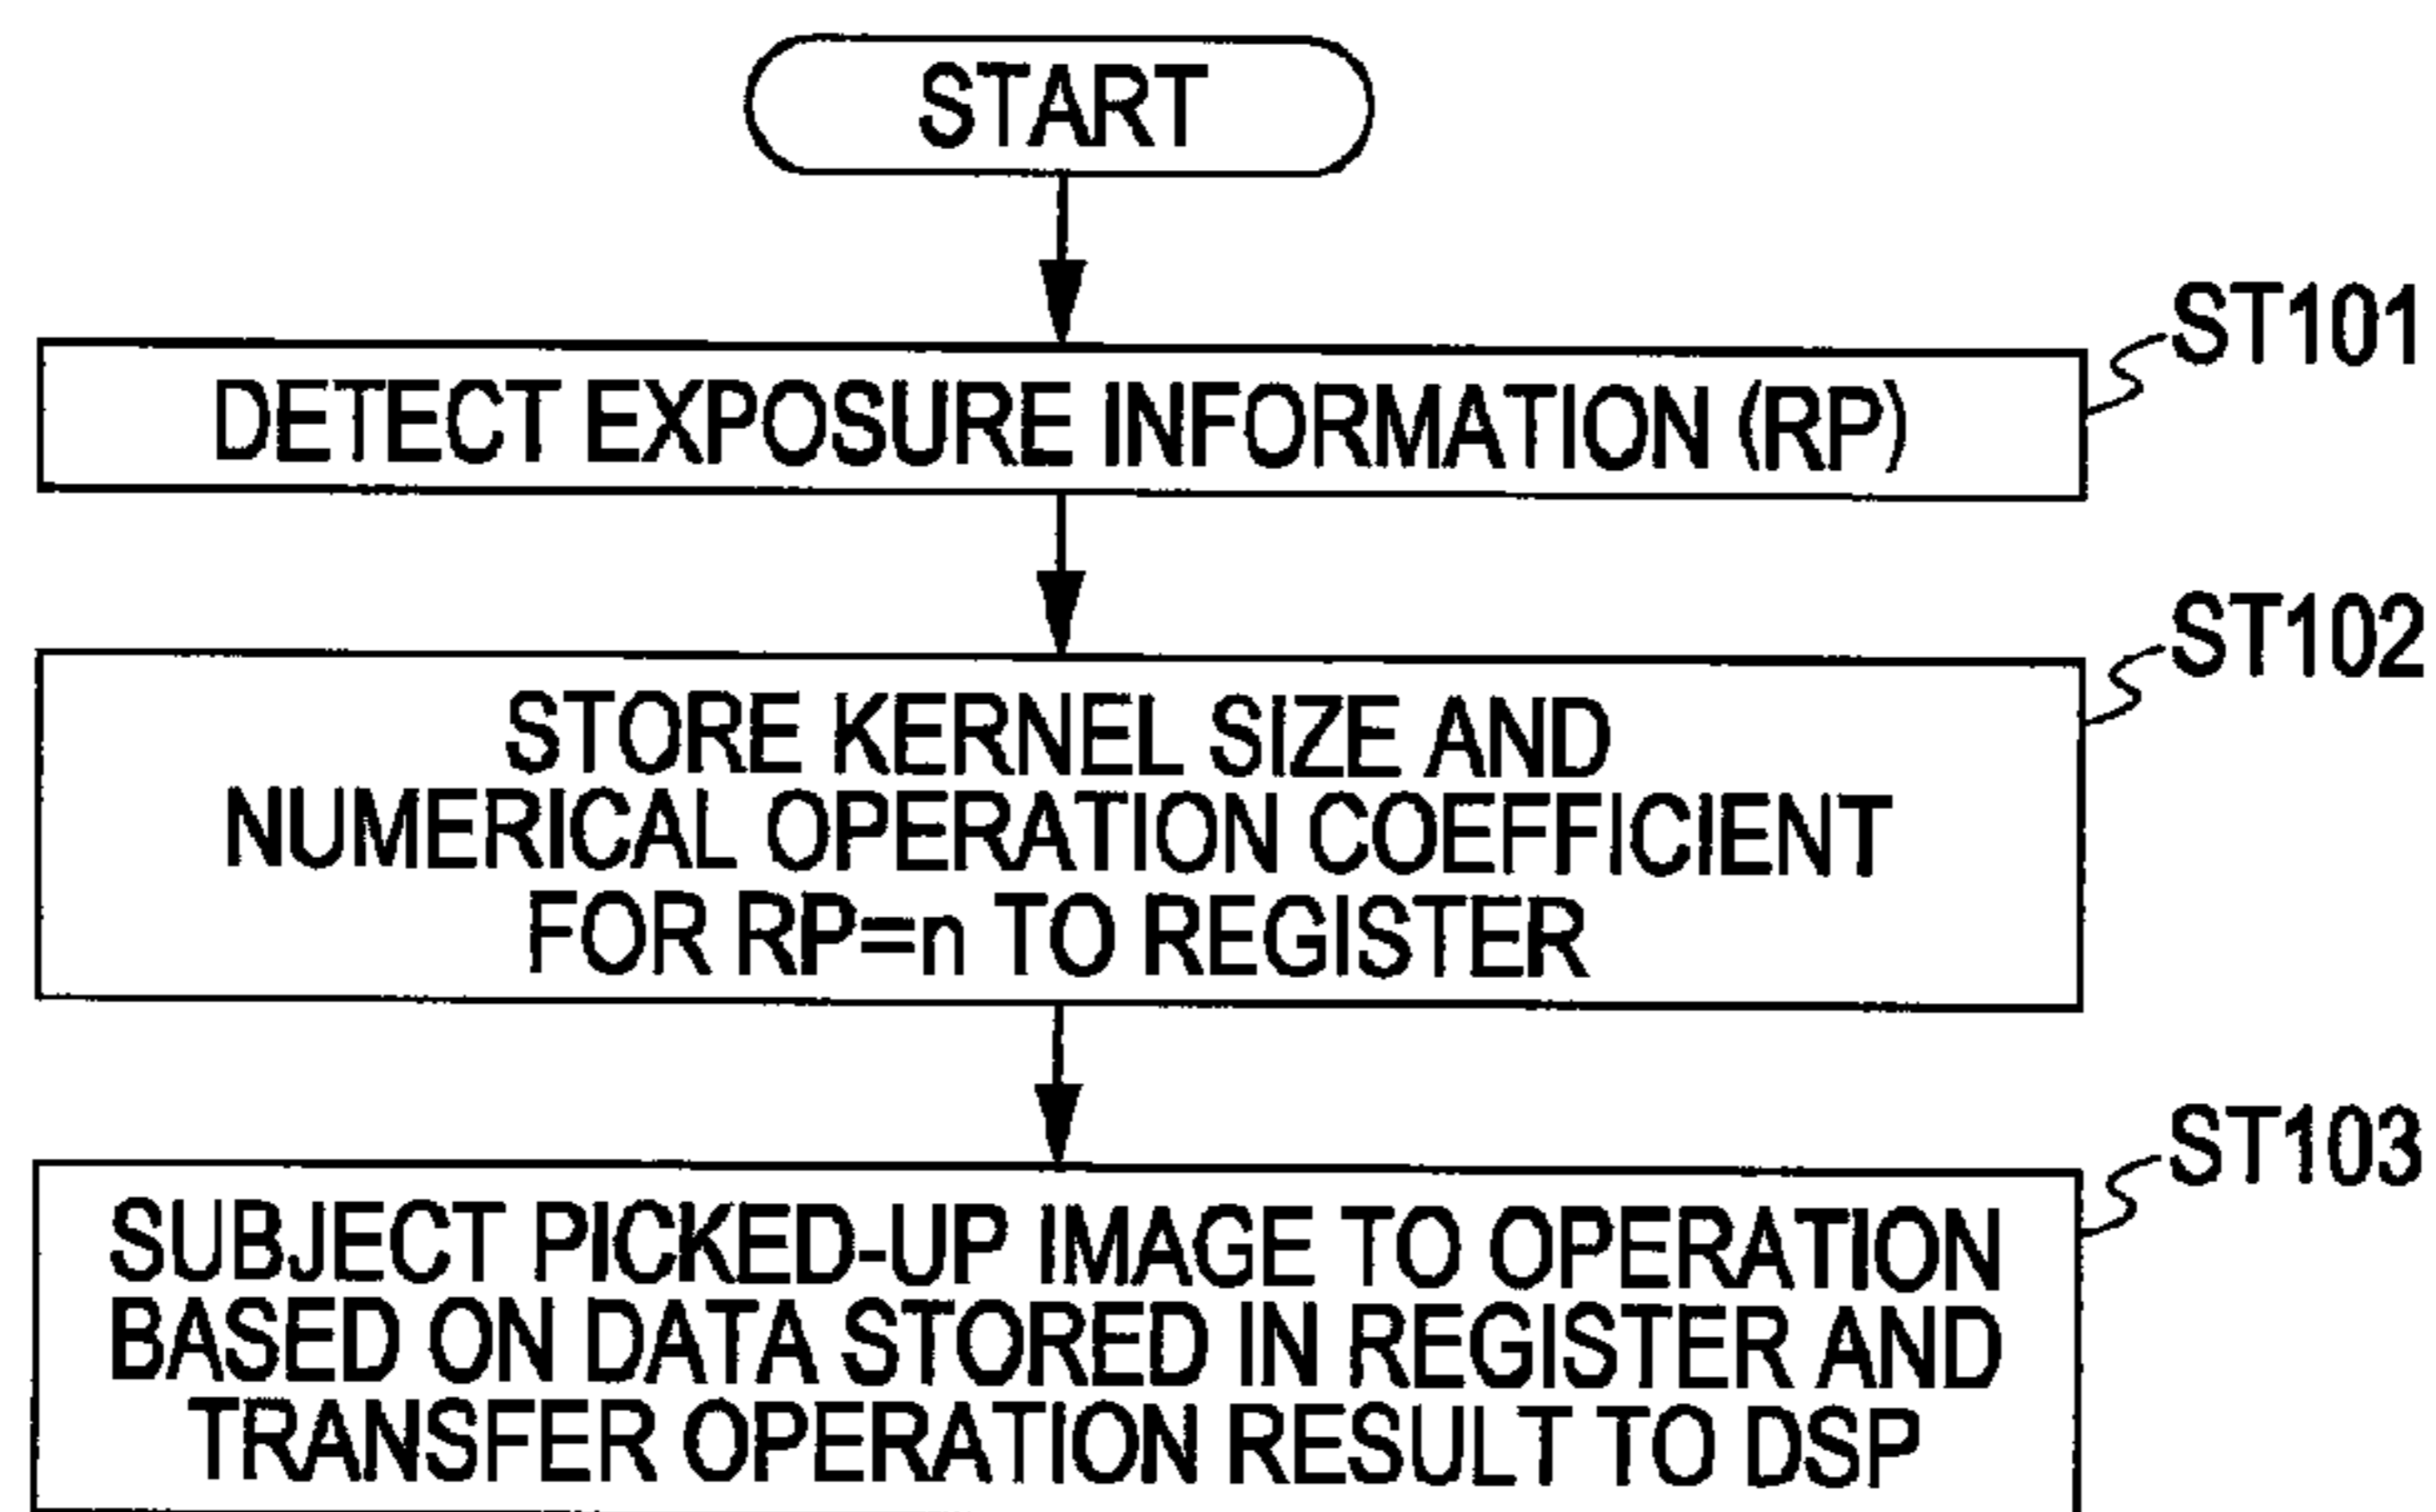 START
ST101
DETECT EXPOSURE INFORMATION (RP)
ST102
STORE KERNEL SIZE AND
NUMERICAL OPERATION COEFFICIENT
FOR RP=n TO REGISTER
ST103
SUBJECT PICKED-UP IMAGE TO OPERATION
BASED ON DATA STORED IN REGISTER AND
TRANSFER OPERATION RESULT TO DSP